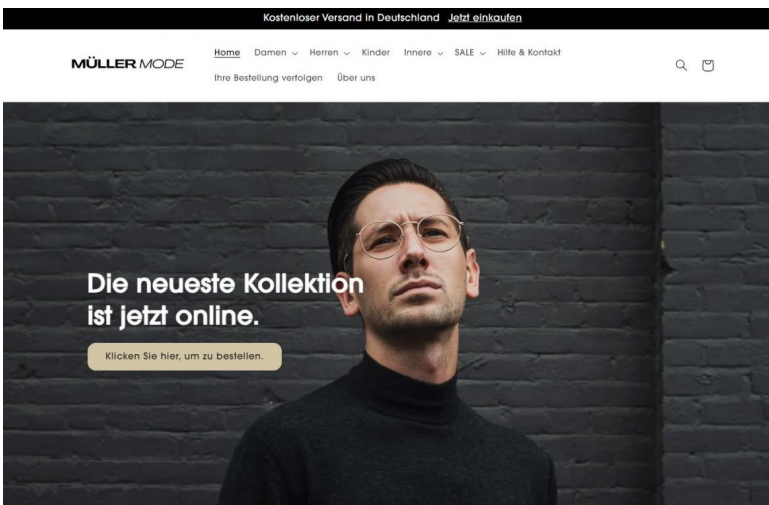 Kostenloser Versand in Deutschland Jetzt einkaufen
MÜLLER MODE
Home Damen Herren Kinder Innere SALE Hilfe & Kontakt
Ihre Bestellung verfolgen Über uns
Die neueste Kollektion
ist jetzt online.
Klicken Sie hier, um zu bestellen.